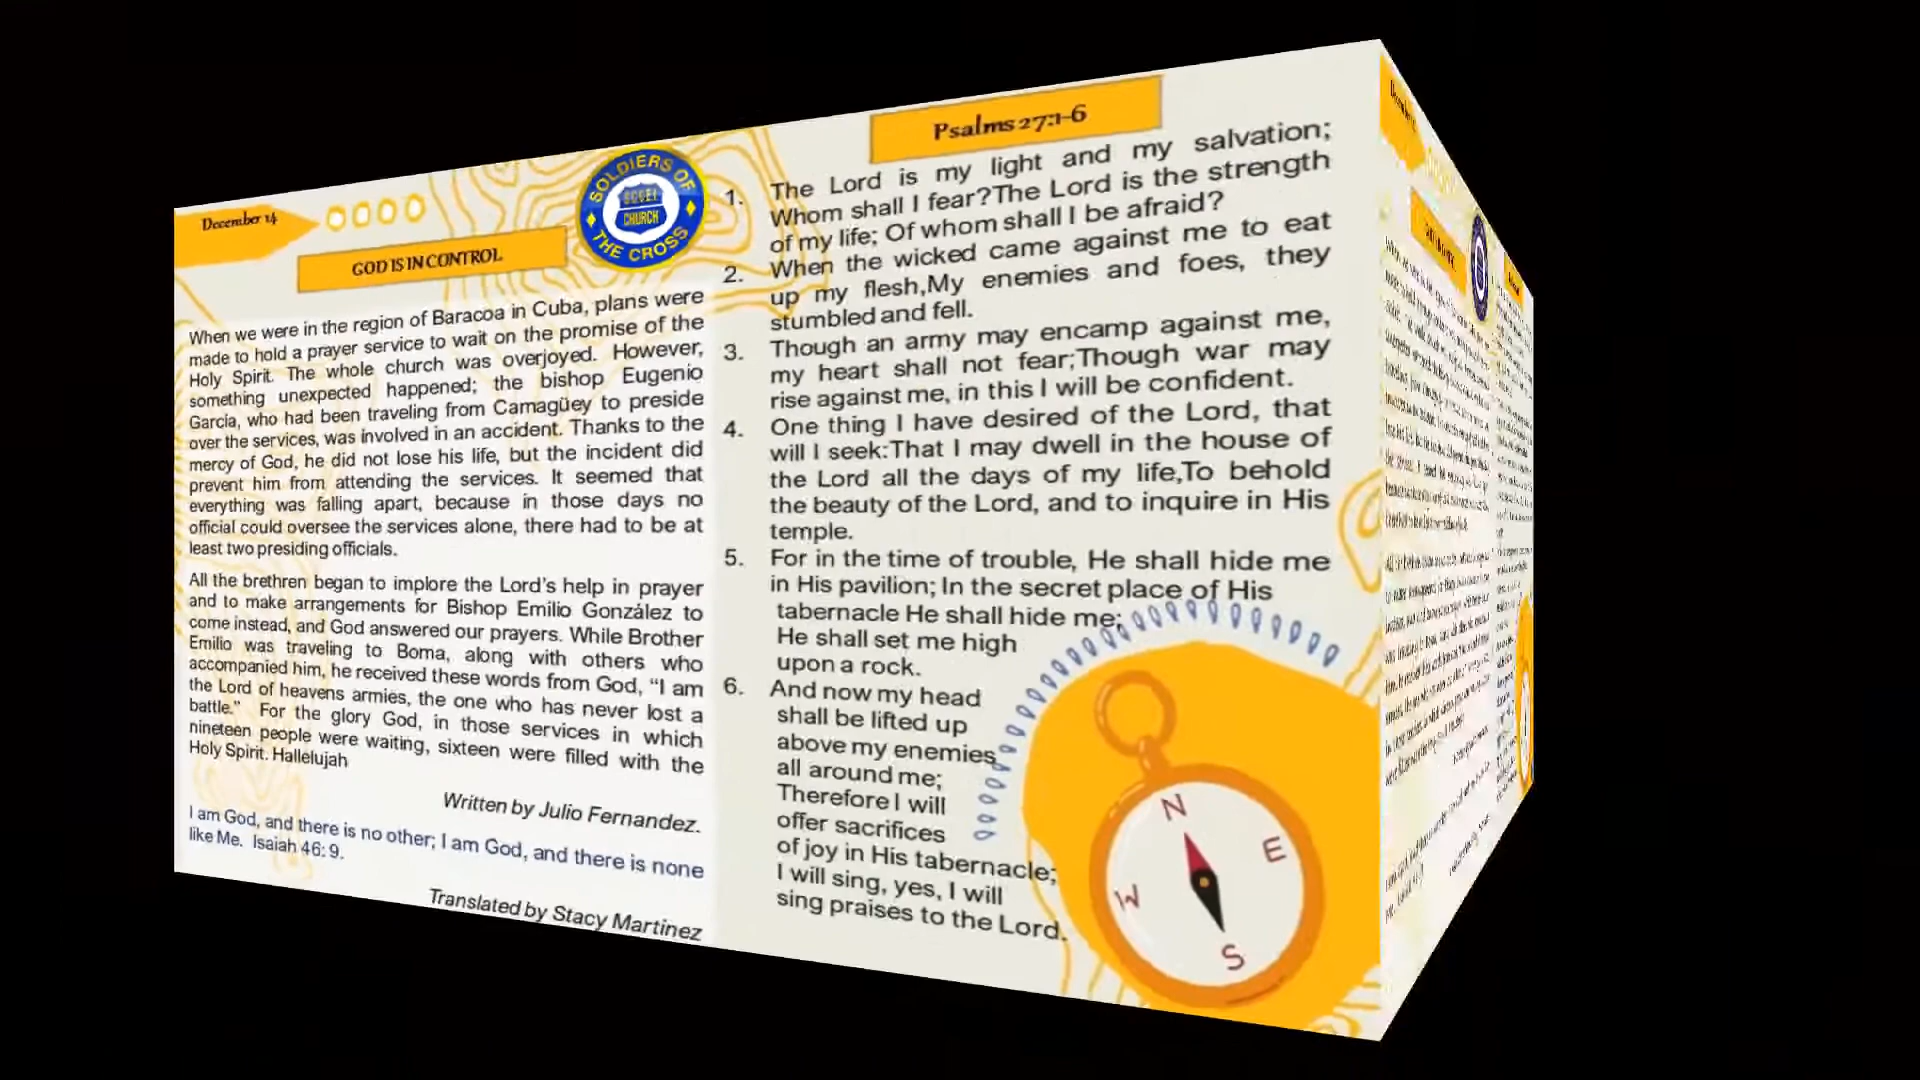 December 14
GOD IS IN CONTROL
SOLDIERS OF
SOCEV
CHURCH
THE CROSS
When we were in the region of Baracoa in Cuba, plans were
made to hold a prayer service to wait on the promise of the
Holy Spirit. The whole church was overjoyed. However,
something unexpected happened; the bishop Eugenio
Garcia, who had been traveling from Camagüey to preside
over the services, was involved in an accident. Thanks to the
mercy of God, he did not lose his life, but the incident did
prevent him from attending the services. It seemed that
everything was falling apart, because in those days no
official could oversee the services alone, there had to be at
least two presiding officials.
All the brethren began to implore the Lord's help in prayer
and to make arrangements for Bishop Emilio González to
come instead, and God answered our prayers. While Brother
Emilio was traveling to Boma, along with others who
accompanied him, he received these words from God, “I am
the Lord of heavens armies, the one who has never lost a
battle.” For the glory God, in those services in which
nineteen people were waiting, sixteen were filled with the
Holy Spirit. Hallelujah
Written by Julio Fernandez.
I am God, and there is no other; I am God, and there is none
like Me. Isaiah 46: 9.
Translated by Stacy Martinez
Psalms 27:1-6
1. The Lord is my light and my salvation;
Whom shall I fear?The Lord is the strength
of my life; Of whom shall I be afraid?
2. When the wicked came against me to eat
up my flesh,My enemies and foes, they
stumbled and fell.
3. Though an army may encamp against me,
my heart shall not fear;Though war may
rise against me, in this I will be confident.
4. One thing I have desired of the Lord, that
will I seek:That I may dwell in the house of
the Lord all the days of my life,To behold
the beauty of the Lord, and to inquire in His
temple.
5. For in the time of trouble, He shall hide me
in His pavilion; In the secret place of His
tabernacle He shall hide me;
He shall set me high
upon a rock.
6. And now my head
shall be lifted up
above my enemies
all around me;
Therefore I will
offer sacrifices
of joy in His tabernacle;
I will sing, yes, I will
sing praises to the Lord.
N
E
W
S